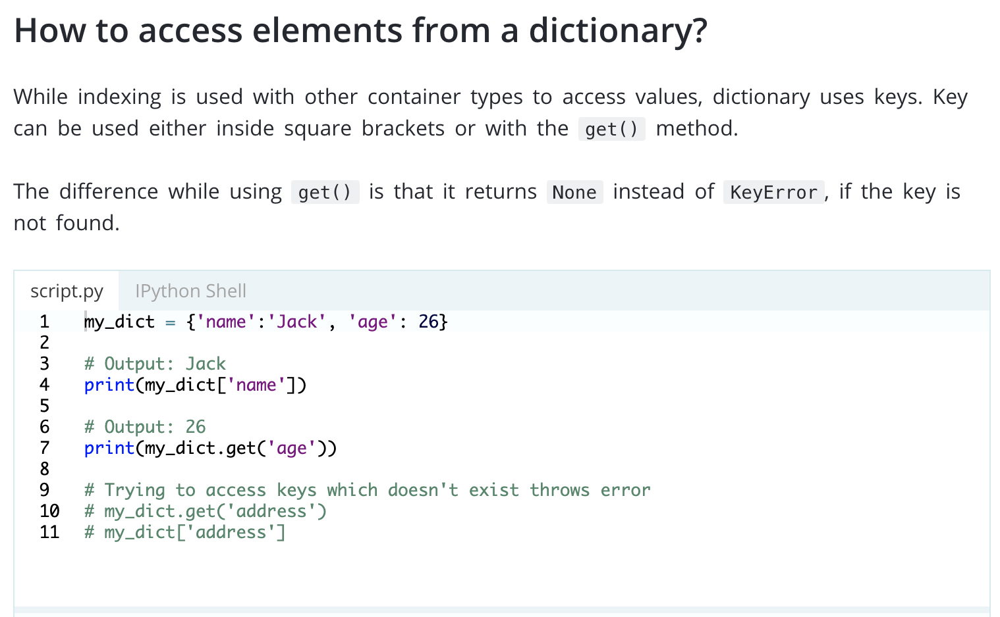 How to access elements from a dictionary?
While indexing is used with other container types to access values, dictionary uses keys. Key
can be used either inside square brackets or with the get() method.
The difference while using get() is that it returns None instead of KeyError, if the key is
not found.
script.py IPython Shell
1 my_dict = {'name':'Jack', 'age': 26}
2
3 # Output: Jack
4 print(my_dict['name'])
5
6 # Output: 26
7 print(my_dict.get('age'))
8
9 # Trying to access keys which doesn't exist throws error
10 # my_dict.get('address')
11 # my_dict['address']